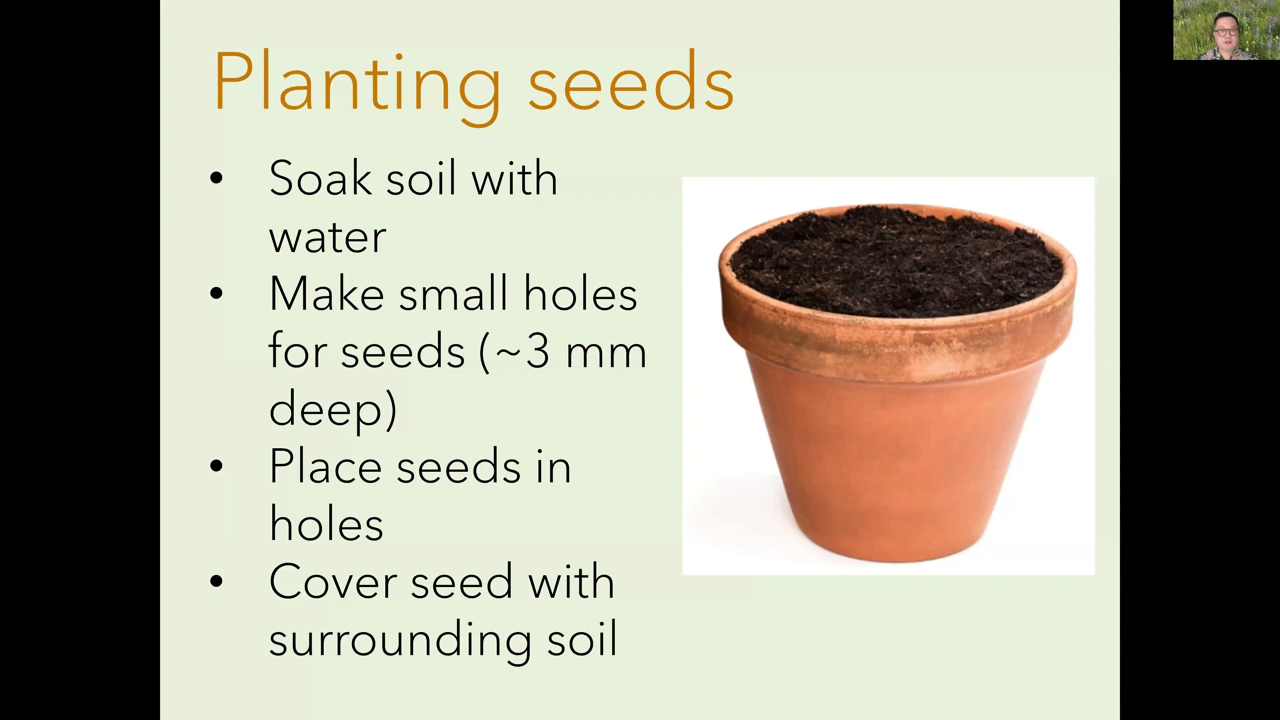 Planting seeds
• Soak soil with
water
• Make small holes
for seeds (~3 mm
deep)
• Place seeds in
holes
• Cover seed with
surrounding soil